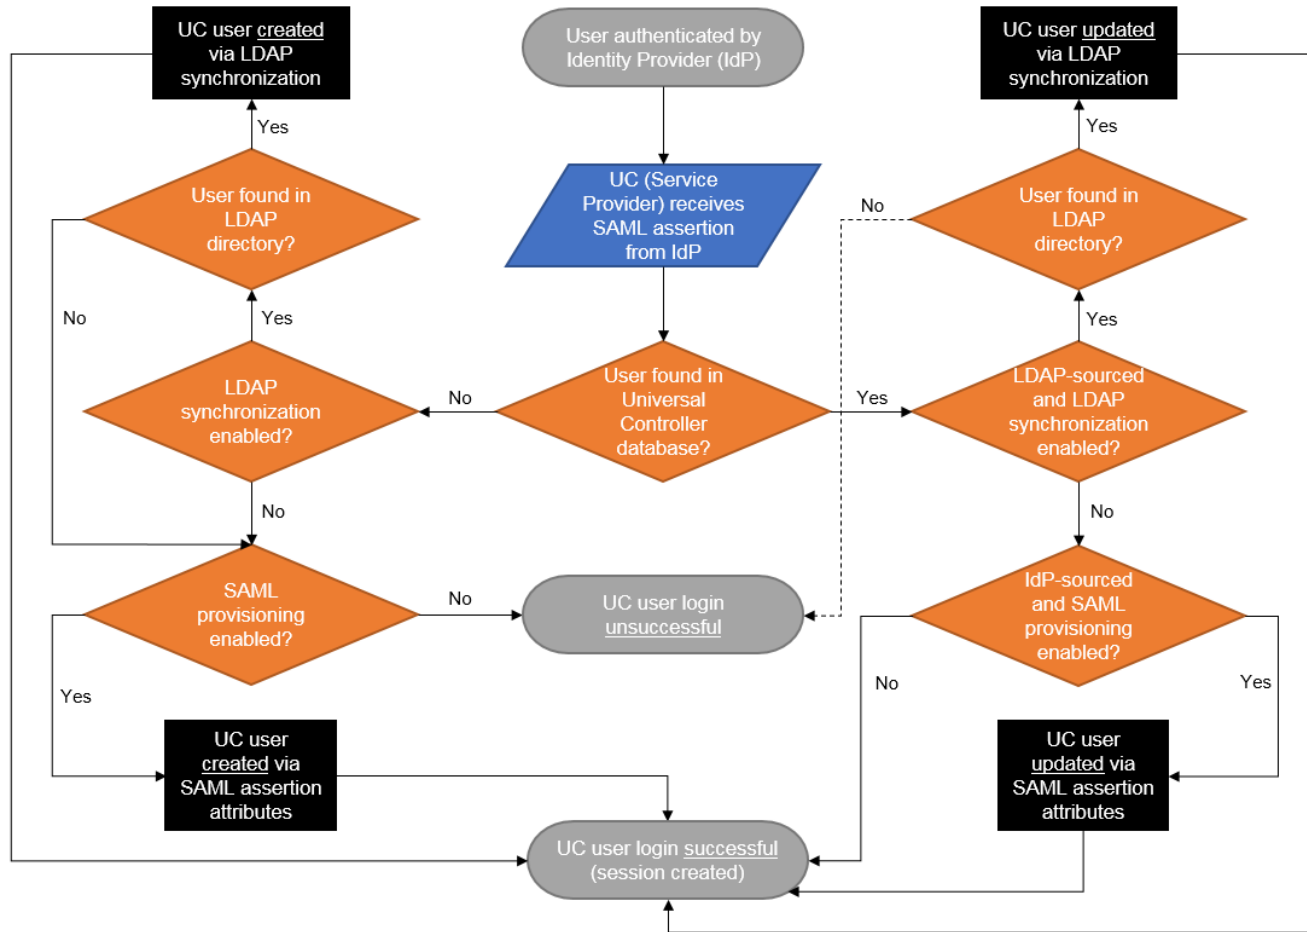 UC user created
via LDAP
synchronization
User authenticated by
Identity Provider (IdP)
UC user updated
via LDAP
synchronization
Yes
Yes
User found in
LDAP
directory?
UC (Service
Provider) receives
SAML assertion
from IdP
No
User found in
LDAP
directory?
No
Yes
Yes
LDAP
synchronization
enabled?
No
User found in
Universal
Controller
database?
Yes
LDAP-sourced
and LDAP
synchronization
enabled?
No
No
SAML
provisioning
enabled?
No
UC user login
unsuccessful
IdP-sourced
and SAML
provisioning
enabled?
Yes
No
Yes
UC user
created via
SAML assertion
attributes
UC user
updated via
SAML assertion
attributes
UC user login successful
(session created)